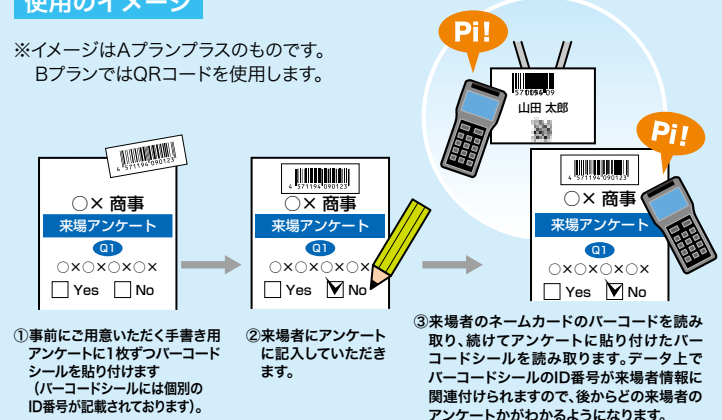 使用のイメージ
※イメージはAプランプラスのものです。
BプランではQRコードを使用します。
Pi!
山田 太郎
Pi!
4 571194 090123
○× 商事
来場アンケート
Q1
○×○×○×○×
Yes No
①事前にご用意いただく手書き用
アンケートに1枚ずつバーコード
シールを貼り付けます
(バーコードシールには個別の
ID番号が記載されております)。
4 571194 090123
○× 商事
来場アンケート
Q1
○×○×○×○×
Yes No
②来場者にアンケート
に記入していただき
ます。
4 571194 090123
○× 商事
来場アンケート
Q1
○×○×○×○×
Yes No
③来場者のネームカードのバーコードを読み
取り、続けてアンケートに貼り付けたバー
コードシールを読み取ります。データ上で
バーコードシールのID番号が来場者情報に
関連付けられますので、後からどの来場者の
アンケートかがわかるようになります。